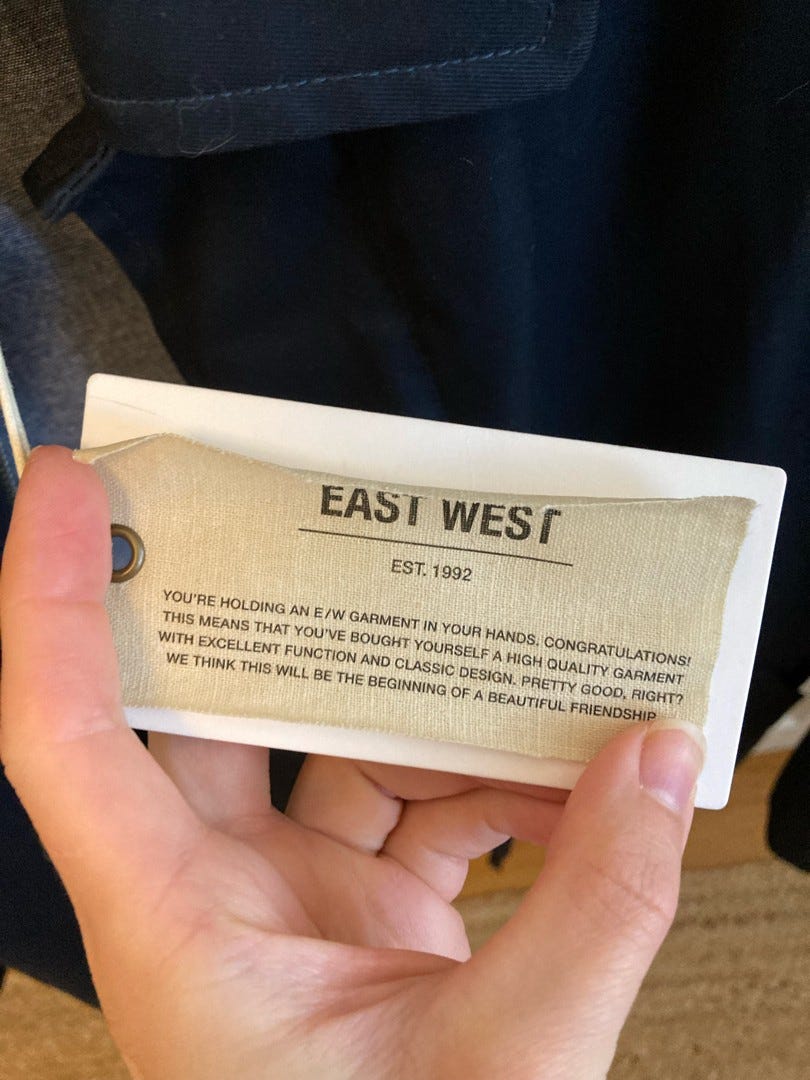 EAST WEST
EST. 1992
YOU'RE HOLDING AN E/W GARMENT IN YOUR HANDS. CONGRATULATIONS!
THIS MEANS THAT YOU'VE BOUGHT YOURSELF A HIGH QUALITY GARMENT
WITH EXCELLENT FUNCTION AND CLASSIC DESIGN. PRETTY GOOD, RIGHT?
WE THINK THIS WILL BE THE BEGINNING OF A BEAUTIFUL FRIENDSHIP